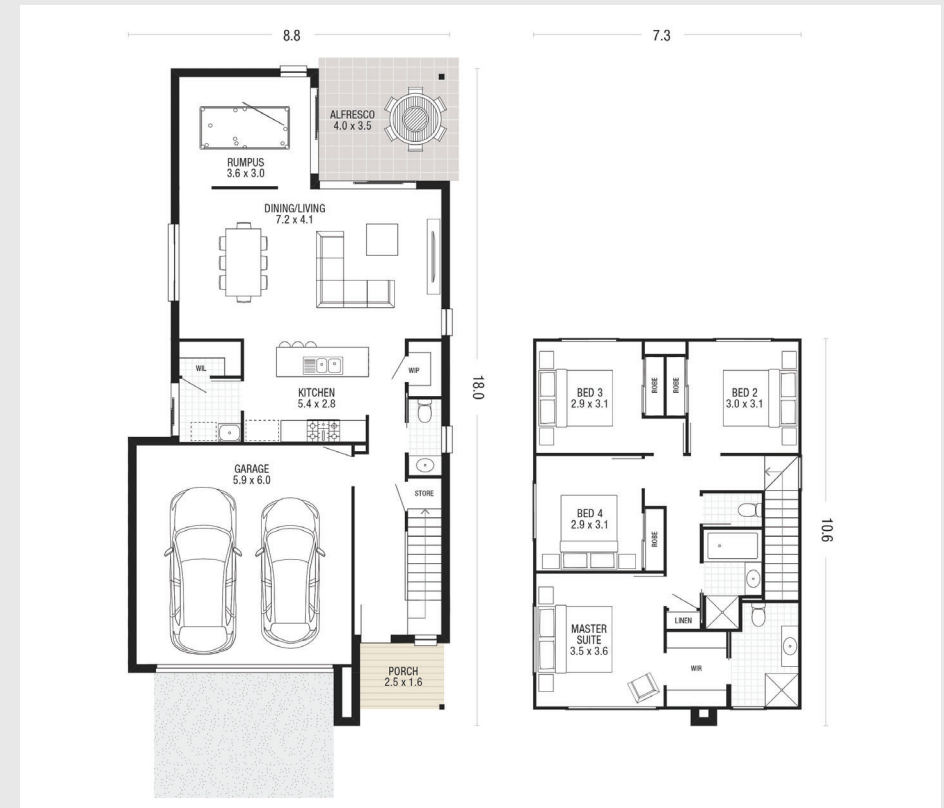 8.8
7.3
ALFRESCO
4.0 x 3.5
RUMPUS
3.6 x 3.0
DINING/LIVING
7.2 x 4.1
WIL
WIP
KITCHEN
5.4 x 2.8
18.0
GARAGE
5.9 x 6.0
STORE
PORCH
2.5 x 1.6
BED 3
2.9 x 3.1
ROBE
ROBE
BED 2
3.0 x 3.1
BED 4
2.9 x 3.1
ROBE
10.6
LINEN
MASTER
SUITE
3.5 x 3.6
WIR